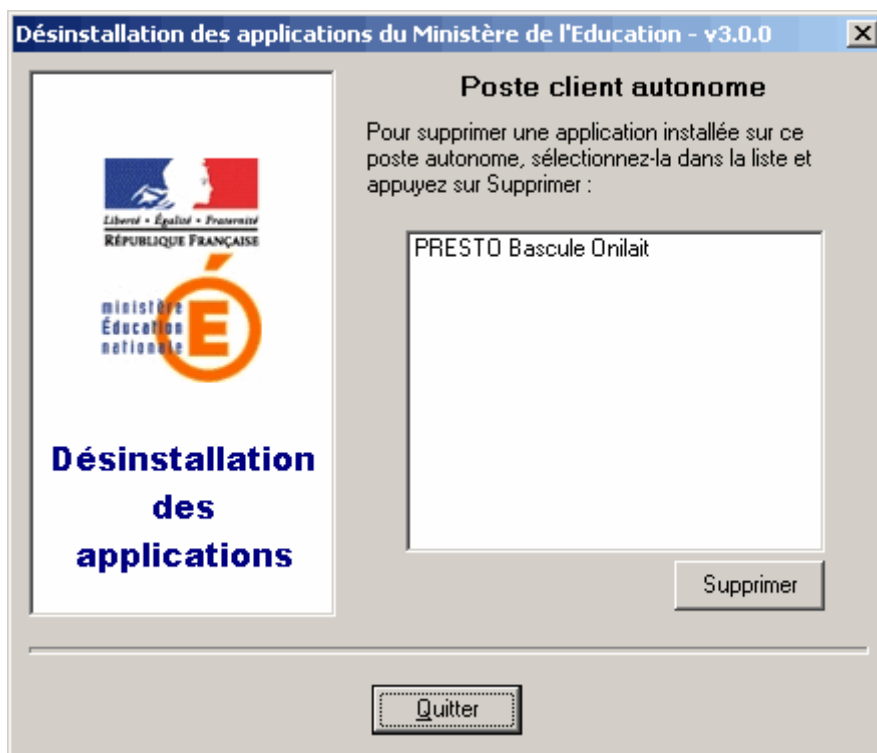 Désinstallation des applications du Ministère de l'Education - v3.0.0
Liberté • Égalité • Fraternité
RÉPUBLIQUE FRANÇAISE
ministère
Éducation
nationale
É
Désinstallation
des
applications
Poste client autonome
Pour supprimer une application installée sur ce
poste autonome, sélectionnez-la dans la liste et
appuyez sur Supprimer :
PRESTO Bascule Onilait
Supprimer
Quitter